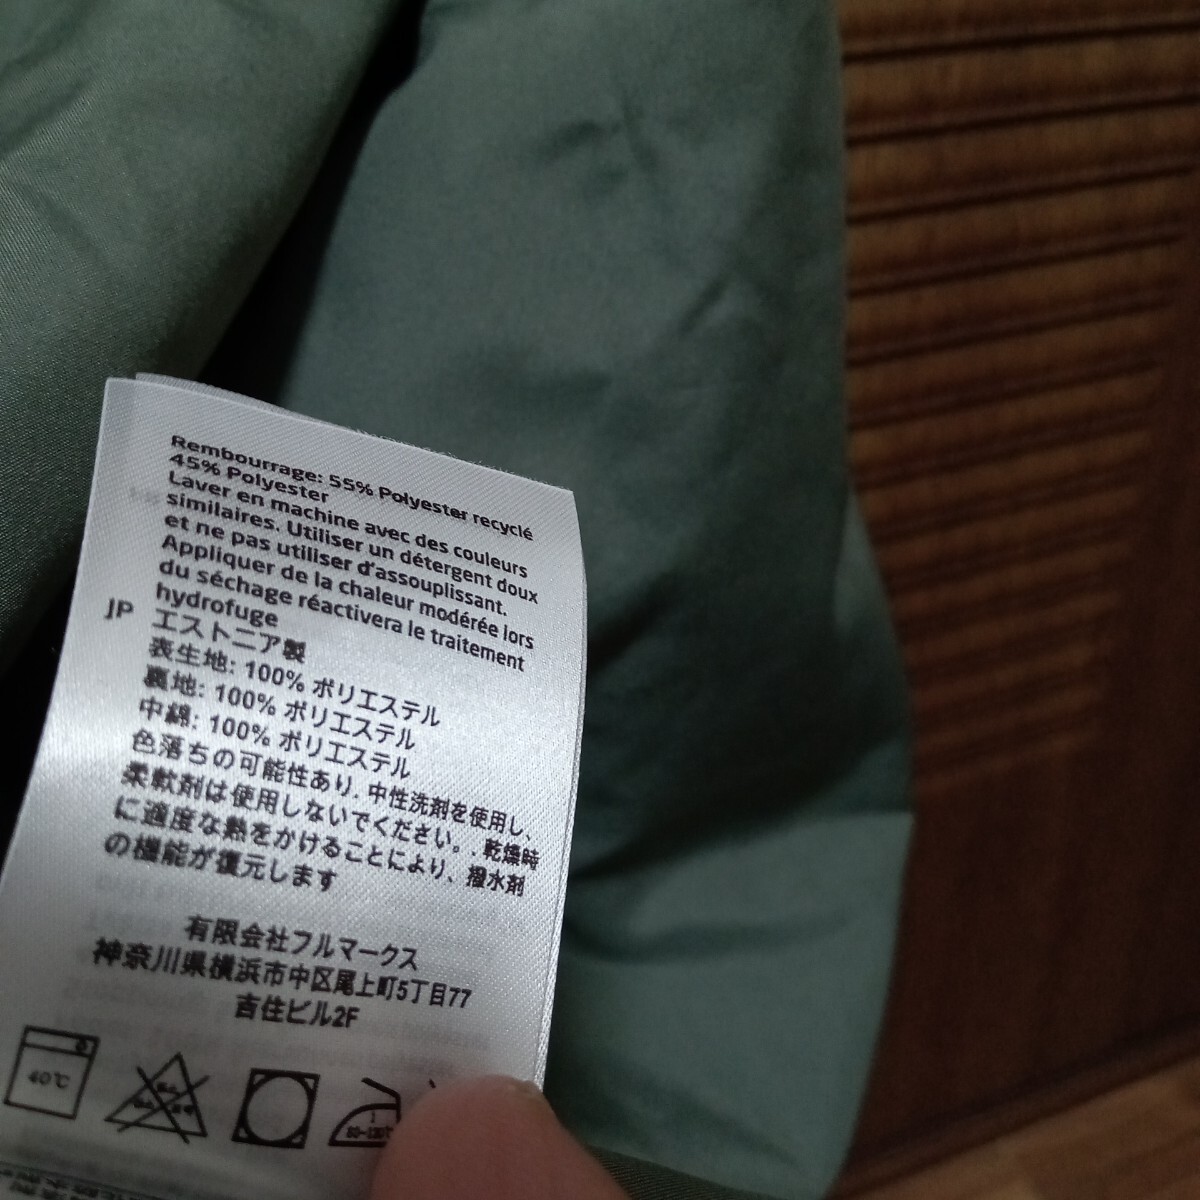 Rembourrage: 55% Polyester recyclé
45% Polyester
Laver en machine avec des couleurs
similaires. Utiliser un détergent doux
et ne pas utiliser d'assouplissant.
Appliquer de la chaleur modérée lors
du séchage réactivera le traitement
hydrofuge
JP エストニア製
表生地: 100% ポリエステル
裏地: 100% ポリエステル
中綿: 100% ポリエステル
色落ちの可能性あり. 中性洗剤を使用し、
柔軟剤は使用しないでください。. 乾燥時
に適度な熱をかけることにより、撥水剤
の機能が復元します
有限会社フルマークス
神奈川県横浜市中区尾上町5丁目77
吉住ビル2F
40℃